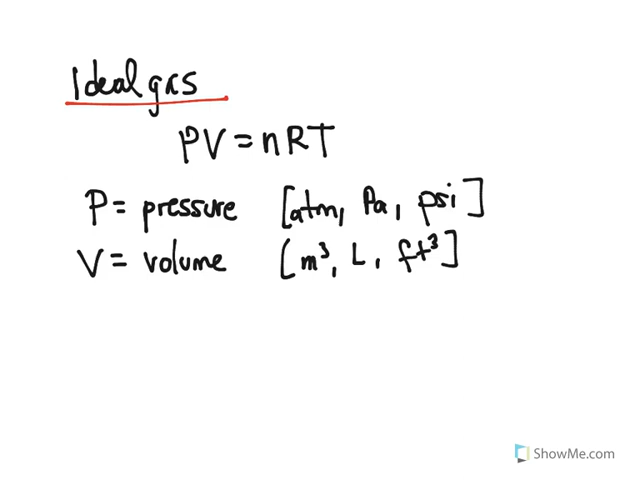 Ideal gas
PV = nRT
P = pressure [atm, Pa, psi]
V = volume [m³, L, ft³]
ShowMe.com